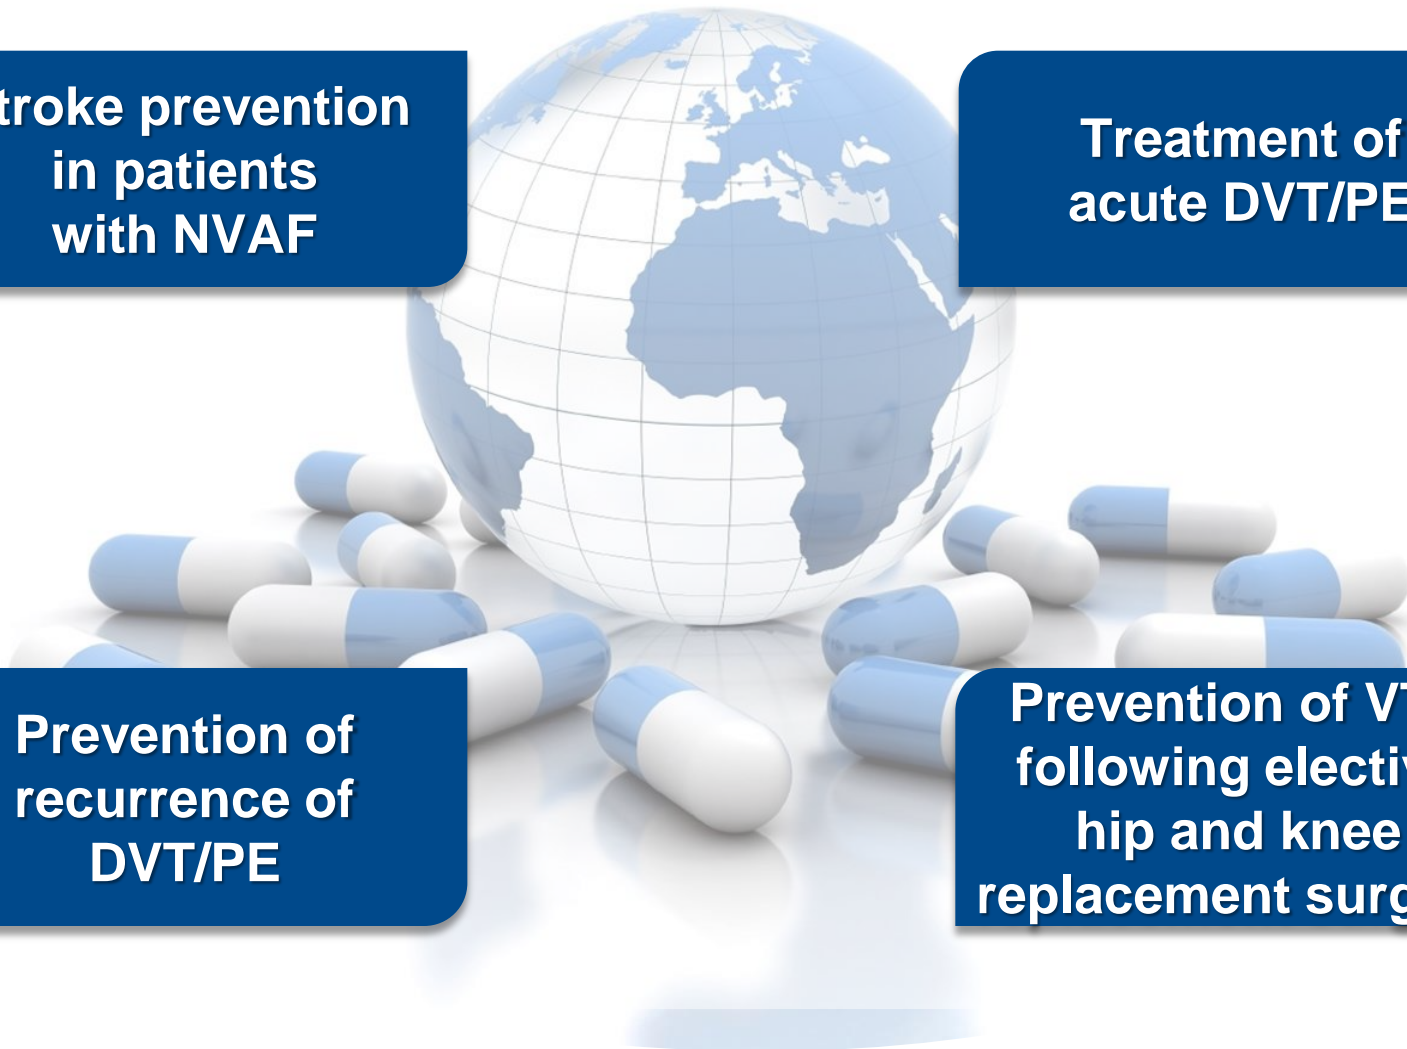 troke prevention
in patients
with NVAF
Treatment of
acute DVT/PE
Prevention of
recurrence of
DVT/PE
Prevention of VT
following electiv
hip and knee
replacement surg